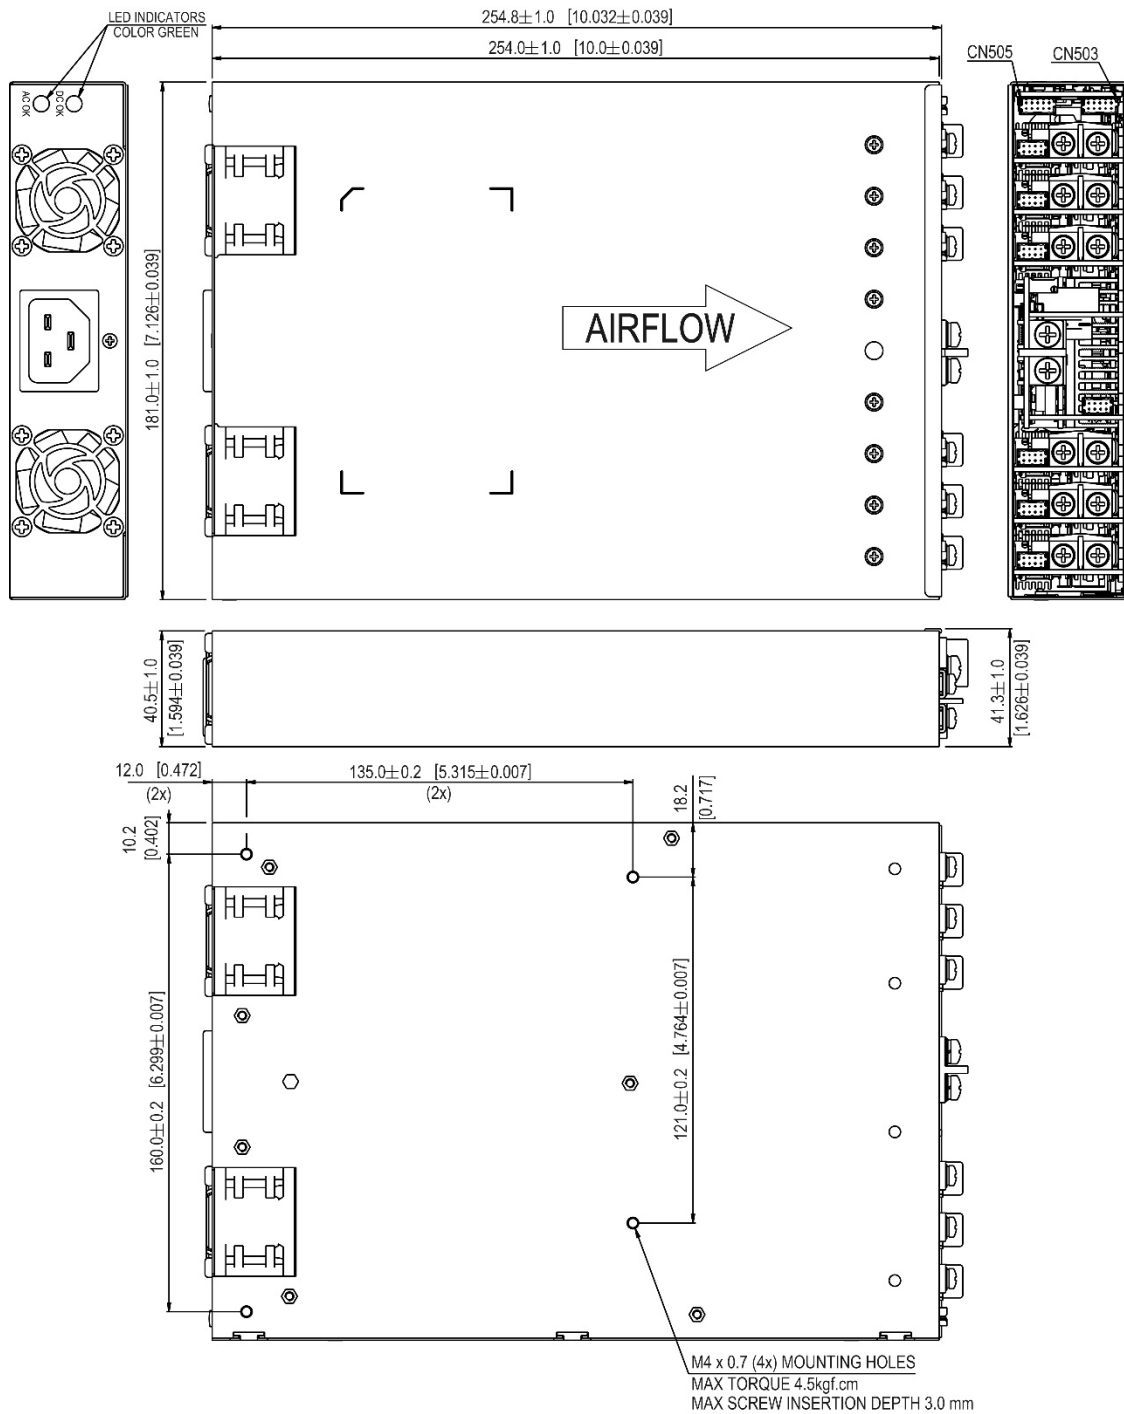 LED INDICATORS
COLOR GREEN
254.8±1.0 [10.032±0.039]
254.0±1.0 [10.0±0.039]
CN505
CN503
AC OK
DC OK
181.0±1.0 [7.126±0.039]
AIRFLOW
40.5±1.0
[1.594±0.039]
41.3±1.0
[1.626±0.039]
12.0 [0.472]
(2x)
135.0±0.2 [5.315±0.007]
(2x)
18.2
[0.717]
10.2
[0.402]
160.0±0.2 [6.299±0.007]
121.0±0.2 [4.764±0.007]
M4 x 0.7 (4x) MOUNTING HOLES
MAX TORQUE 4.5kgf.cm
MAX SCREW INSERTION DEPTH 3.0 mm